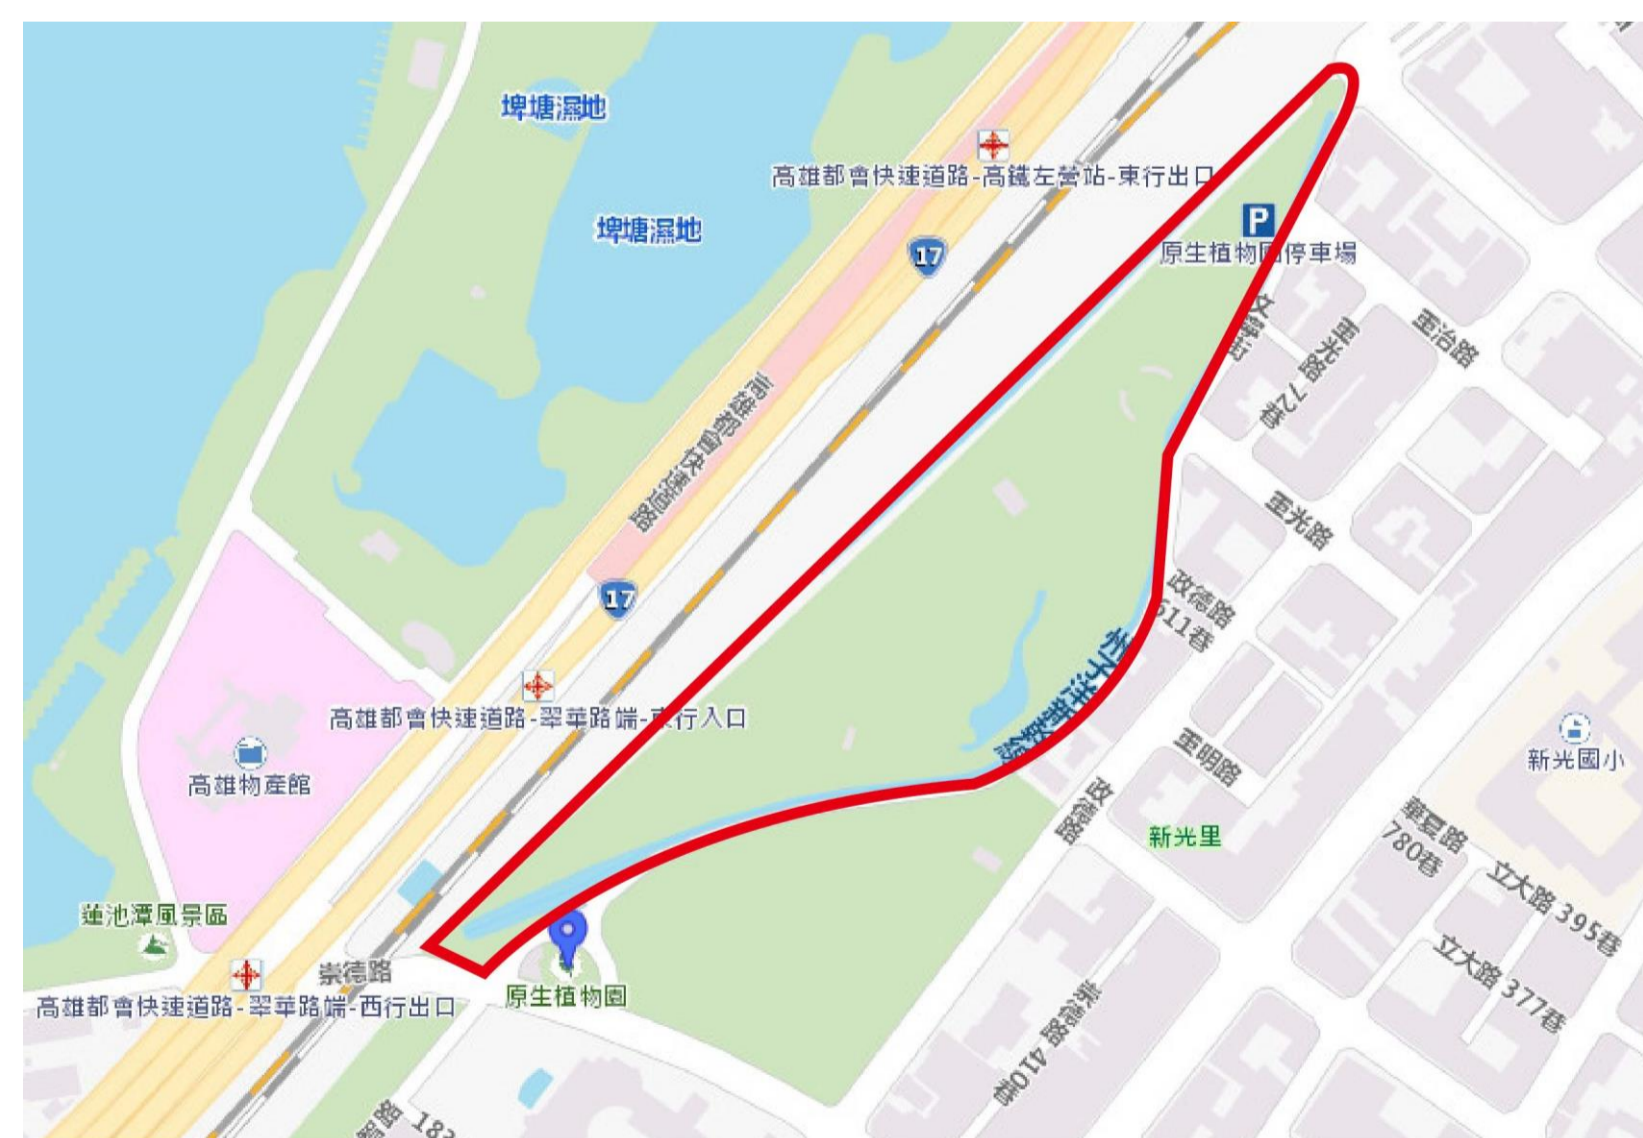 埤塘濕地
高雄都會快速道路-高鐵左營站-東行出口
埤塘濕地
17
P
原生植物園停車場
文學街
重光路 72巷
重治路
高雄都會快速道路
重光路
17
政德路
611巷
州仔洋排幹線
高雄都會快速道路-翠華路端-東行入口
重明路
高雄物產館
新光國小
政德路
新光里
華夏路
780巷
立大路 395巷
蓮池潭風景區
崇德路
立大路 377巷
高雄都會快速道路-翠華路端-西行出口
原生植物園
崇德路 410巷